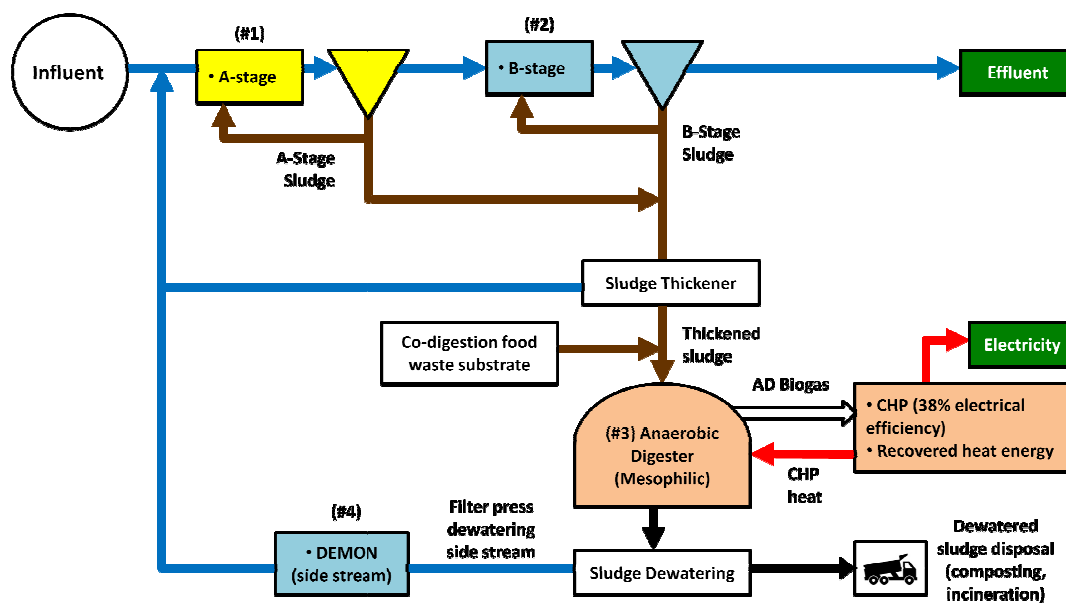 (#1)
(#2)
Influent
• A-stage
• B-stage
Effluent
A-Stage
Sludge
B-Stage
Sludge
Sludge Thickener
Co-digestion food
waste substrate
Thickened
sludge
Electricity
AD Biogas
• CHP (38% electrical
efficiency)
• Recovered heat energy
(#3) Anaerobic
Digester
(Mesophilic)
CHP
heat
(#4)
Filter press
dewatering
side stream
• DEMON
(side stream)
Sludge Dewatering
Dewatered
sludge disposal
(composting,
incineration)